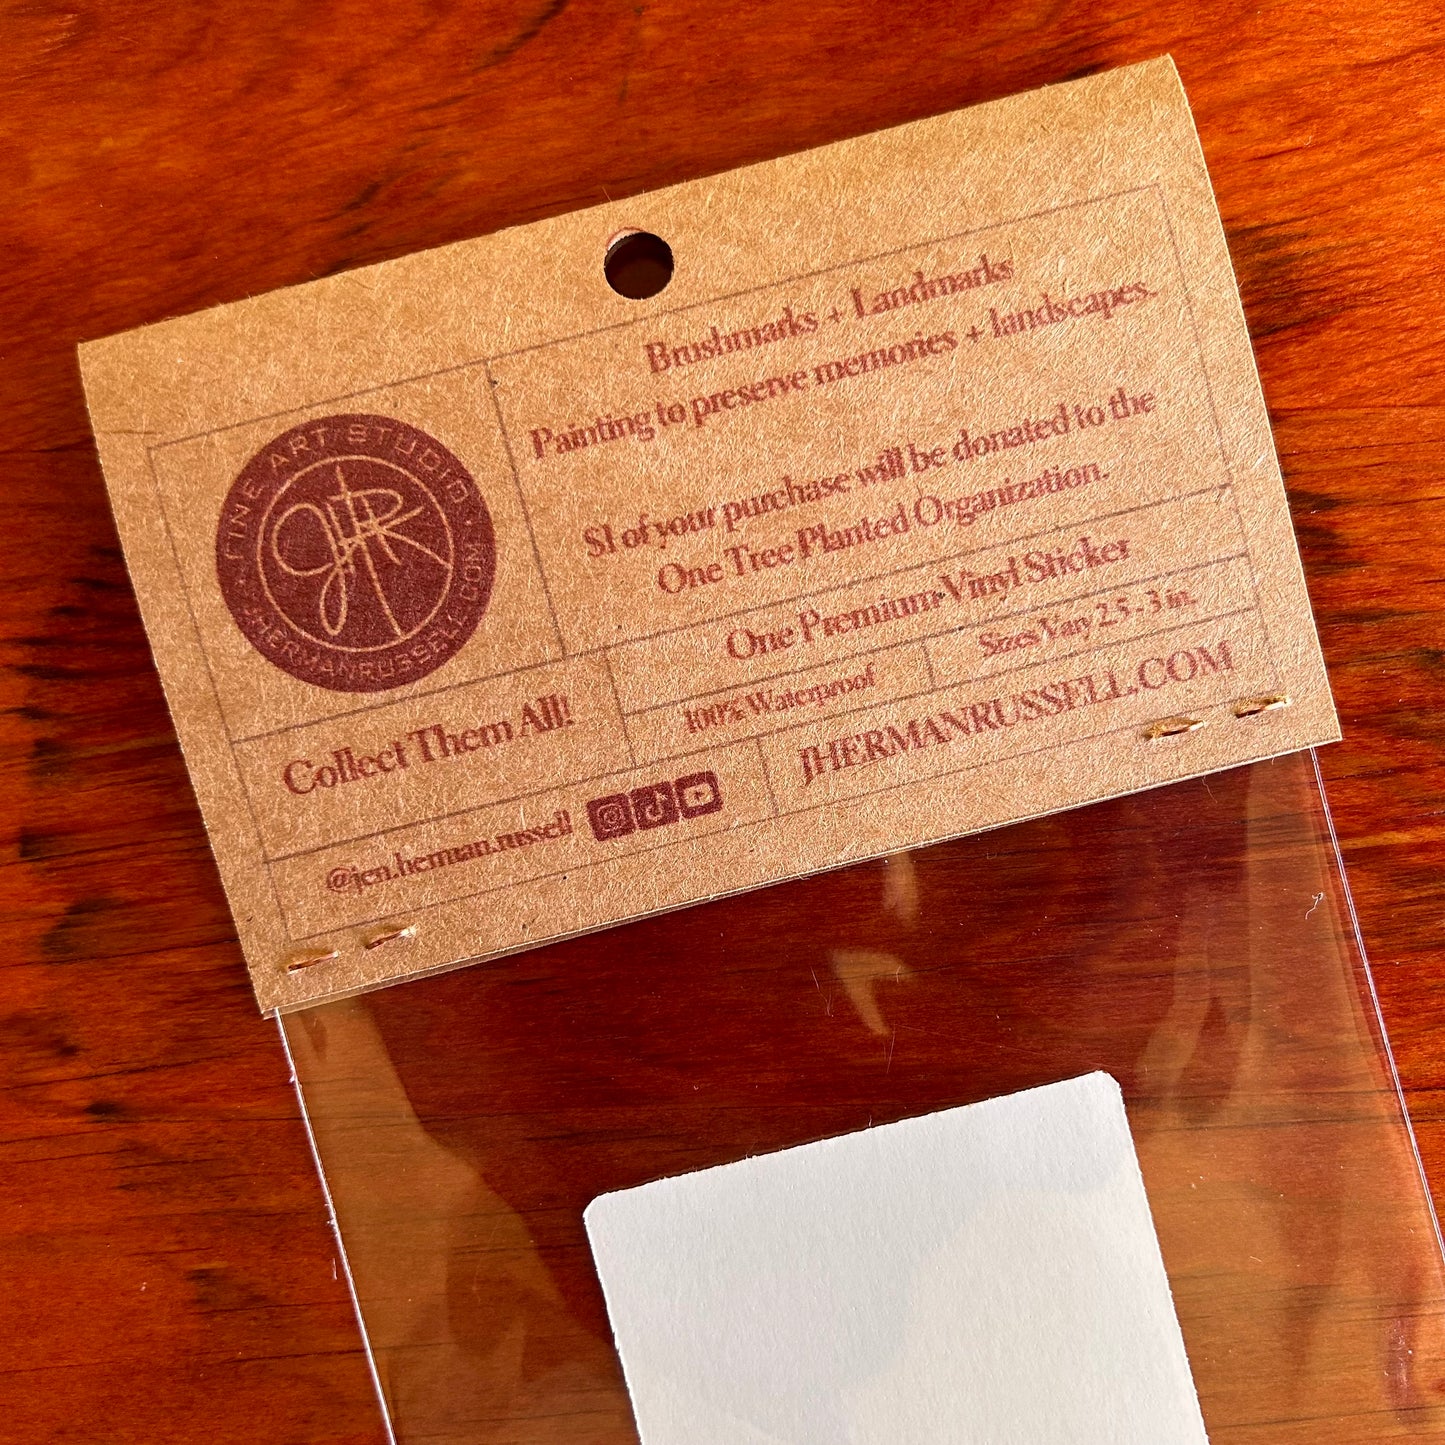 Brushmarks + Landmarks
Painting to preserve memories + landscapes.
$1 of your purchase will be donated to the
One Tree Planted Organization.
FINE ART STUDIO
JHR
JHERMANRUSSELL.COM
One Premium Vinyl Sticker
100% Waterproof
Sizes Vary 2.5 - 3 in.
Collect Them All!
@jen.herman.russell
JHERMANRUSSELL.COM